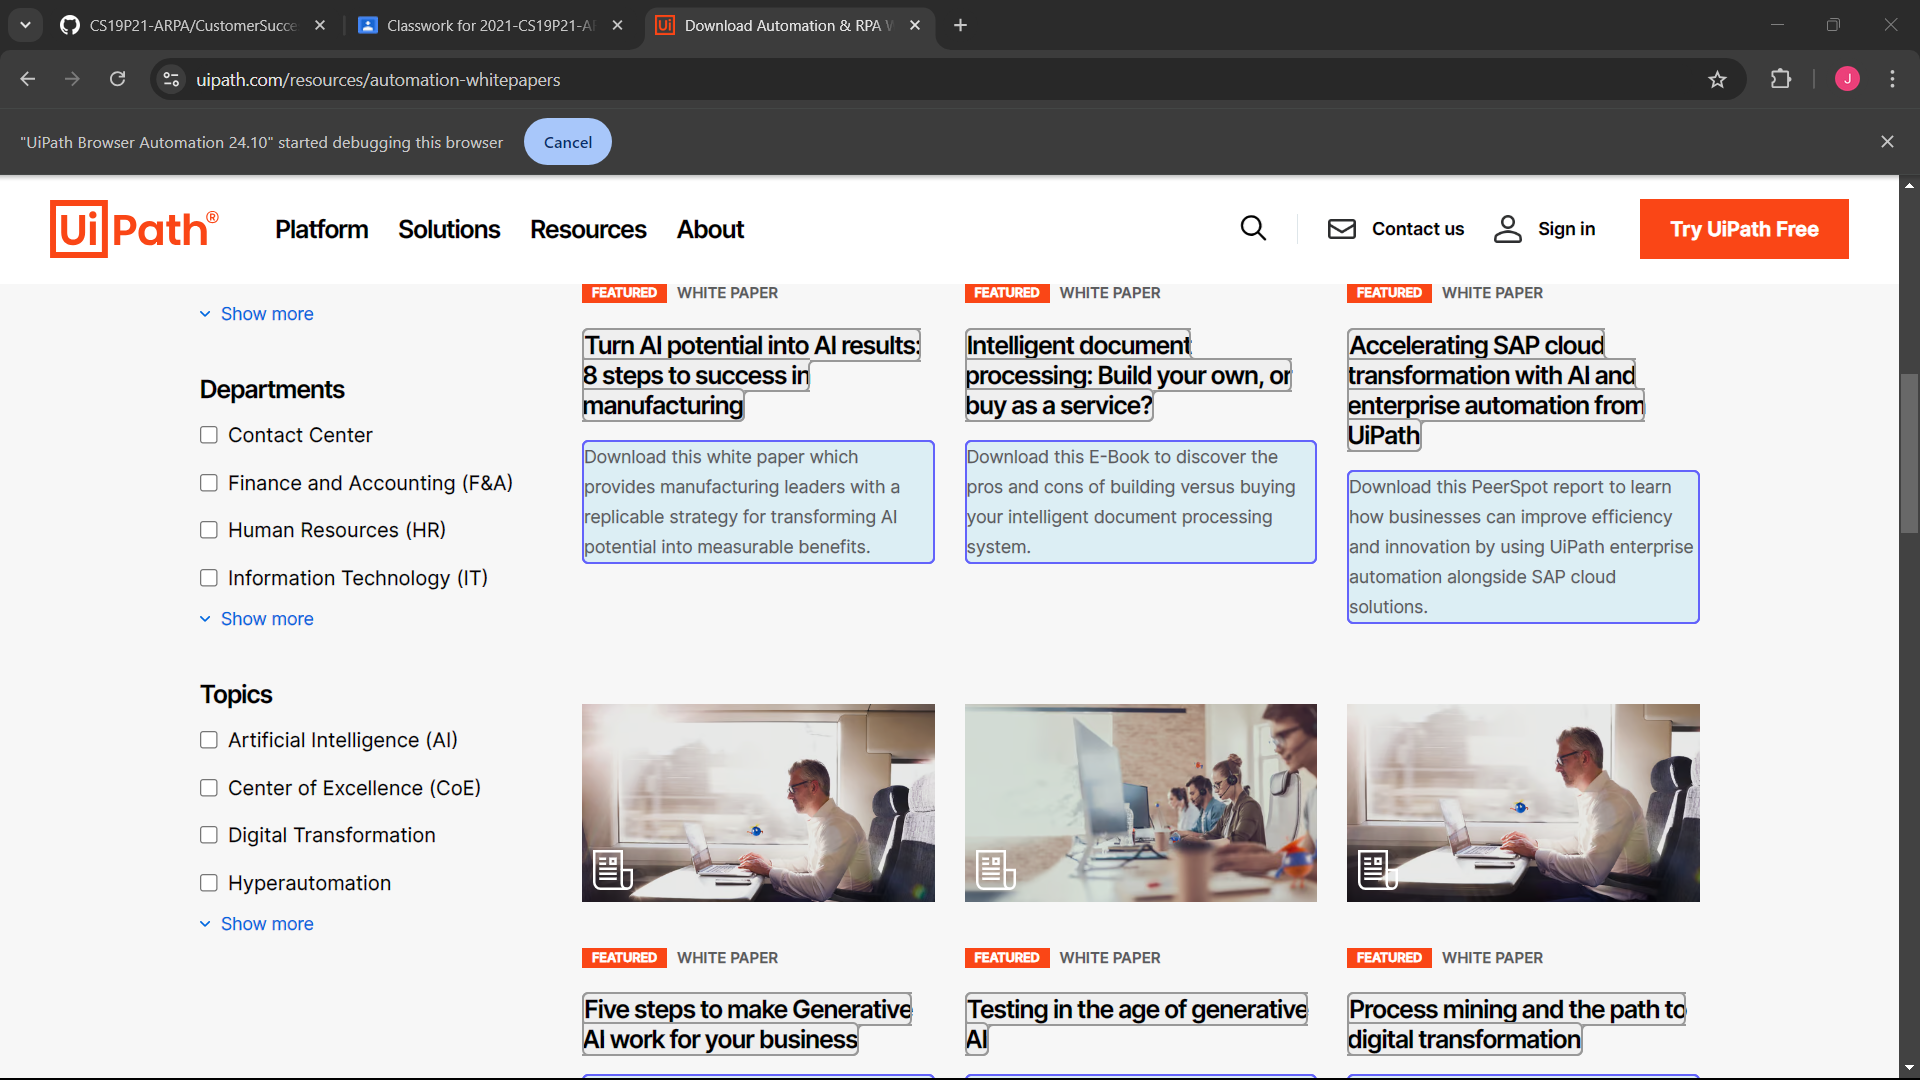 CS19P21-ARPA/CustomerSucce
Classwork for 2021-CS19P21-AR
Download Automation & RPA W
uipath.com/resources/automation-whitepapers
J
"UiPath Browser Automation 24.10" started debugging this browser
Cancel
UiPath®
Platform
Solutions
Resources
About
Contact us
Sign in
Try UiPath Free
Show more
Departments
Contact Center
Finance and Accounting (F&A)
Human Resources (HR)
Information Technology (IT)
Show more
Topics
Artificial Intelligence (AI)
Center of Excellence (CoE)
Digital Transformation
Hyperautomation
Show more
FEATURED WHITE PAPER
Turn AI potential into AI results:
8 steps to success in
manufacturing
Download this white paper which
provides manufacturing leaders with a
replicable strategy for transforming AI
potential into measurable benefits.
FEATURED WHITE PAPER
Intelligent document
processing: Build your own, or
buy as a service?
Download this E-Book to discover the
pros and cons of building versus buying
your intelligent document processing
system.
FEATURED WHITE PAPER
Accelerating SAP cloud
transformation with AI and
enterprise automation from
UiPath
Download this PeerSpot report to learn
how businesses can improve efficiency
and innovation by using UiPath enterprise
automation alongside SAP cloud
solutions.
FEATURED WHITE PAPER
Five steps to make Generative
AI work for your business
FEATURED WHITE PAPER
Testing in the age of generative
AI
FEATURED WHITE PAPER
Process mining and the path to
digital transformation